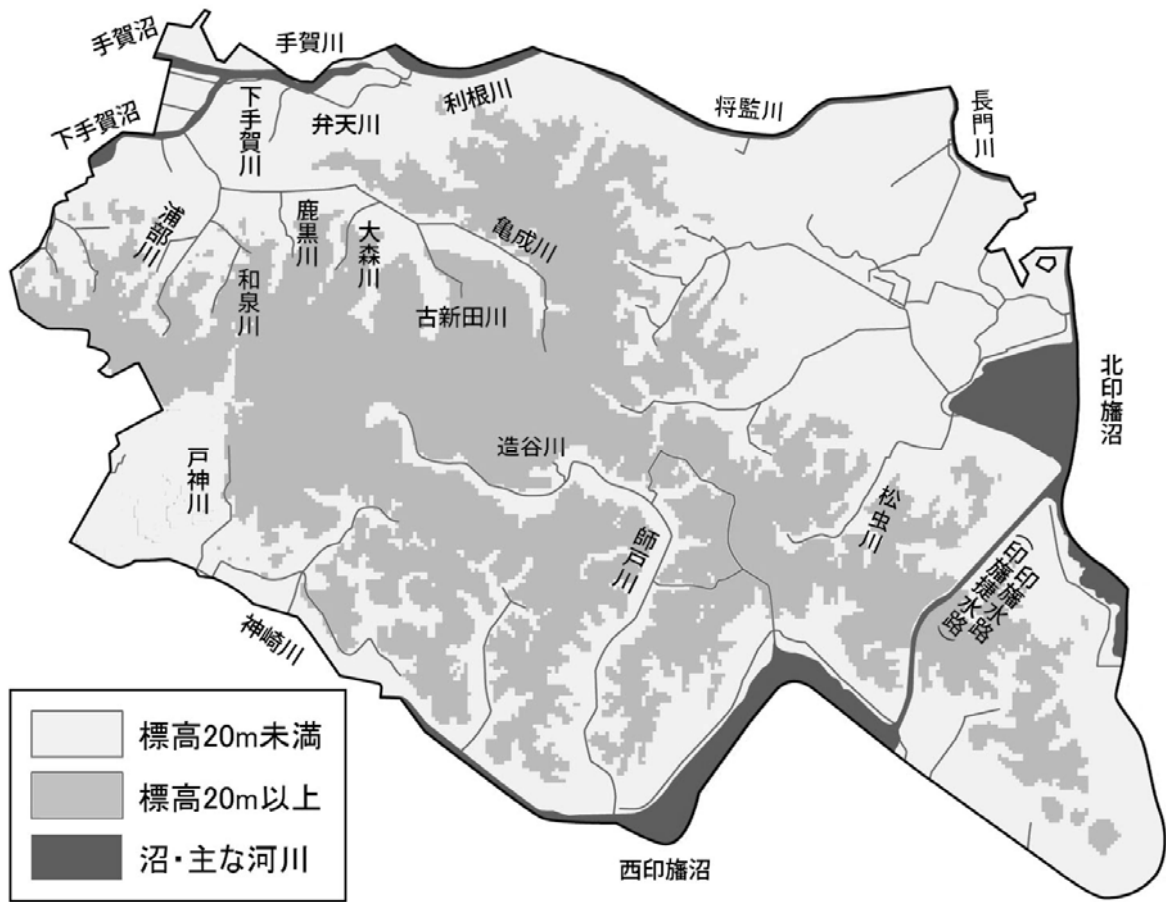 手賀沼
手賀川
下手賀沼
下手賀川
弁天川
利根川
将監川
長門川
浦部川
和泉川
鹿黒川
大森川
亀成川
古新田川
北印旛沼
戸神川
造谷川
師戸川
松虫川
印旛水路
(印旛捷水路)
神崎川
西印旛沼
標高20m未満
標高20m以上
沼・主な河川